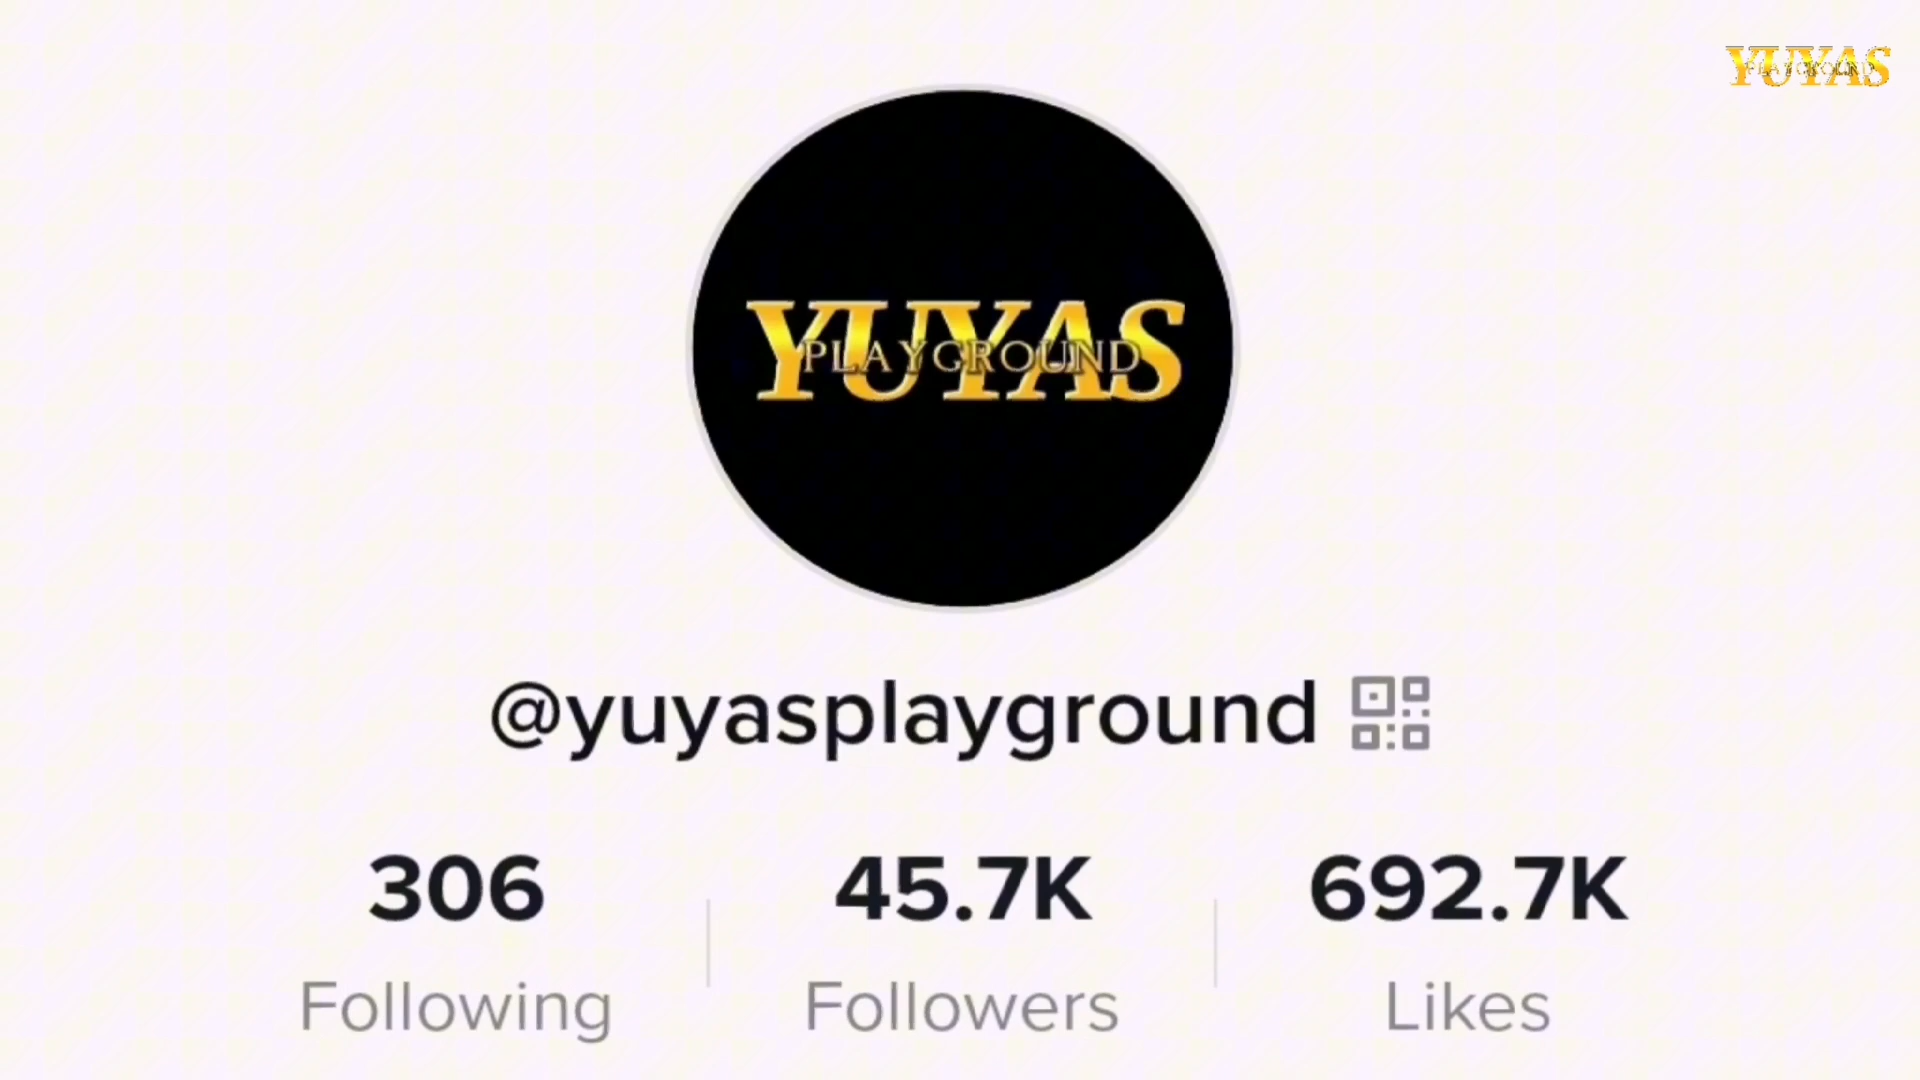 YUYAS
PLAYGROUND
YUYAS
PLAYGROUND
@yuyasplayground
306 45.7K 692.7K
Following Followers Likes